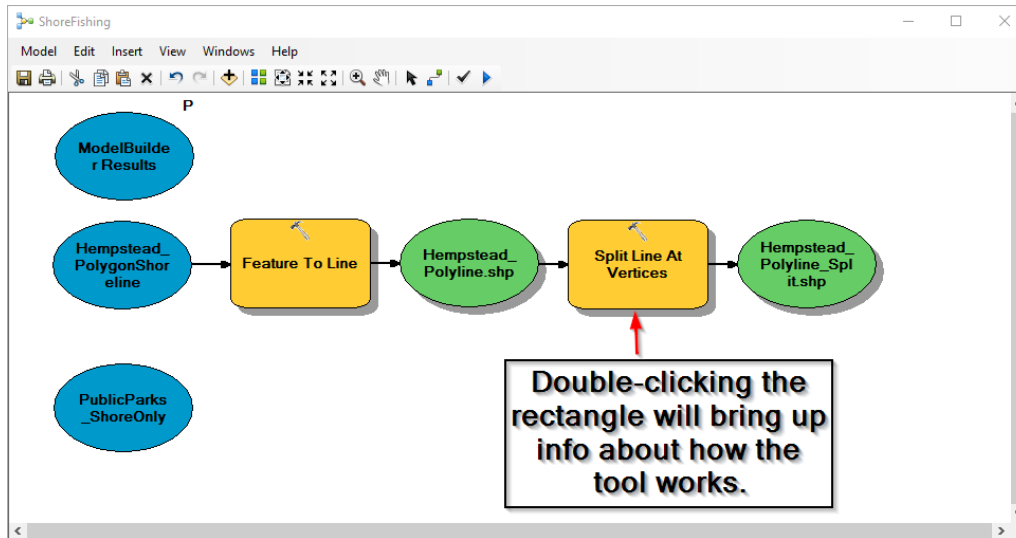 ShoreFishing
Model Edit Insert View Windows Help
P
ModelBuilde
r Results
Hempstead_
PolygonShor
eline
Feature To Line
Hempstead_
Polyline.shp
Split Line At
Vertices
Hempstead_
Polyline_Spl
it.shp
PublicParks
_ShoreOnly
Double-clicking the
rectangle will bring up
info about how the
tool works.